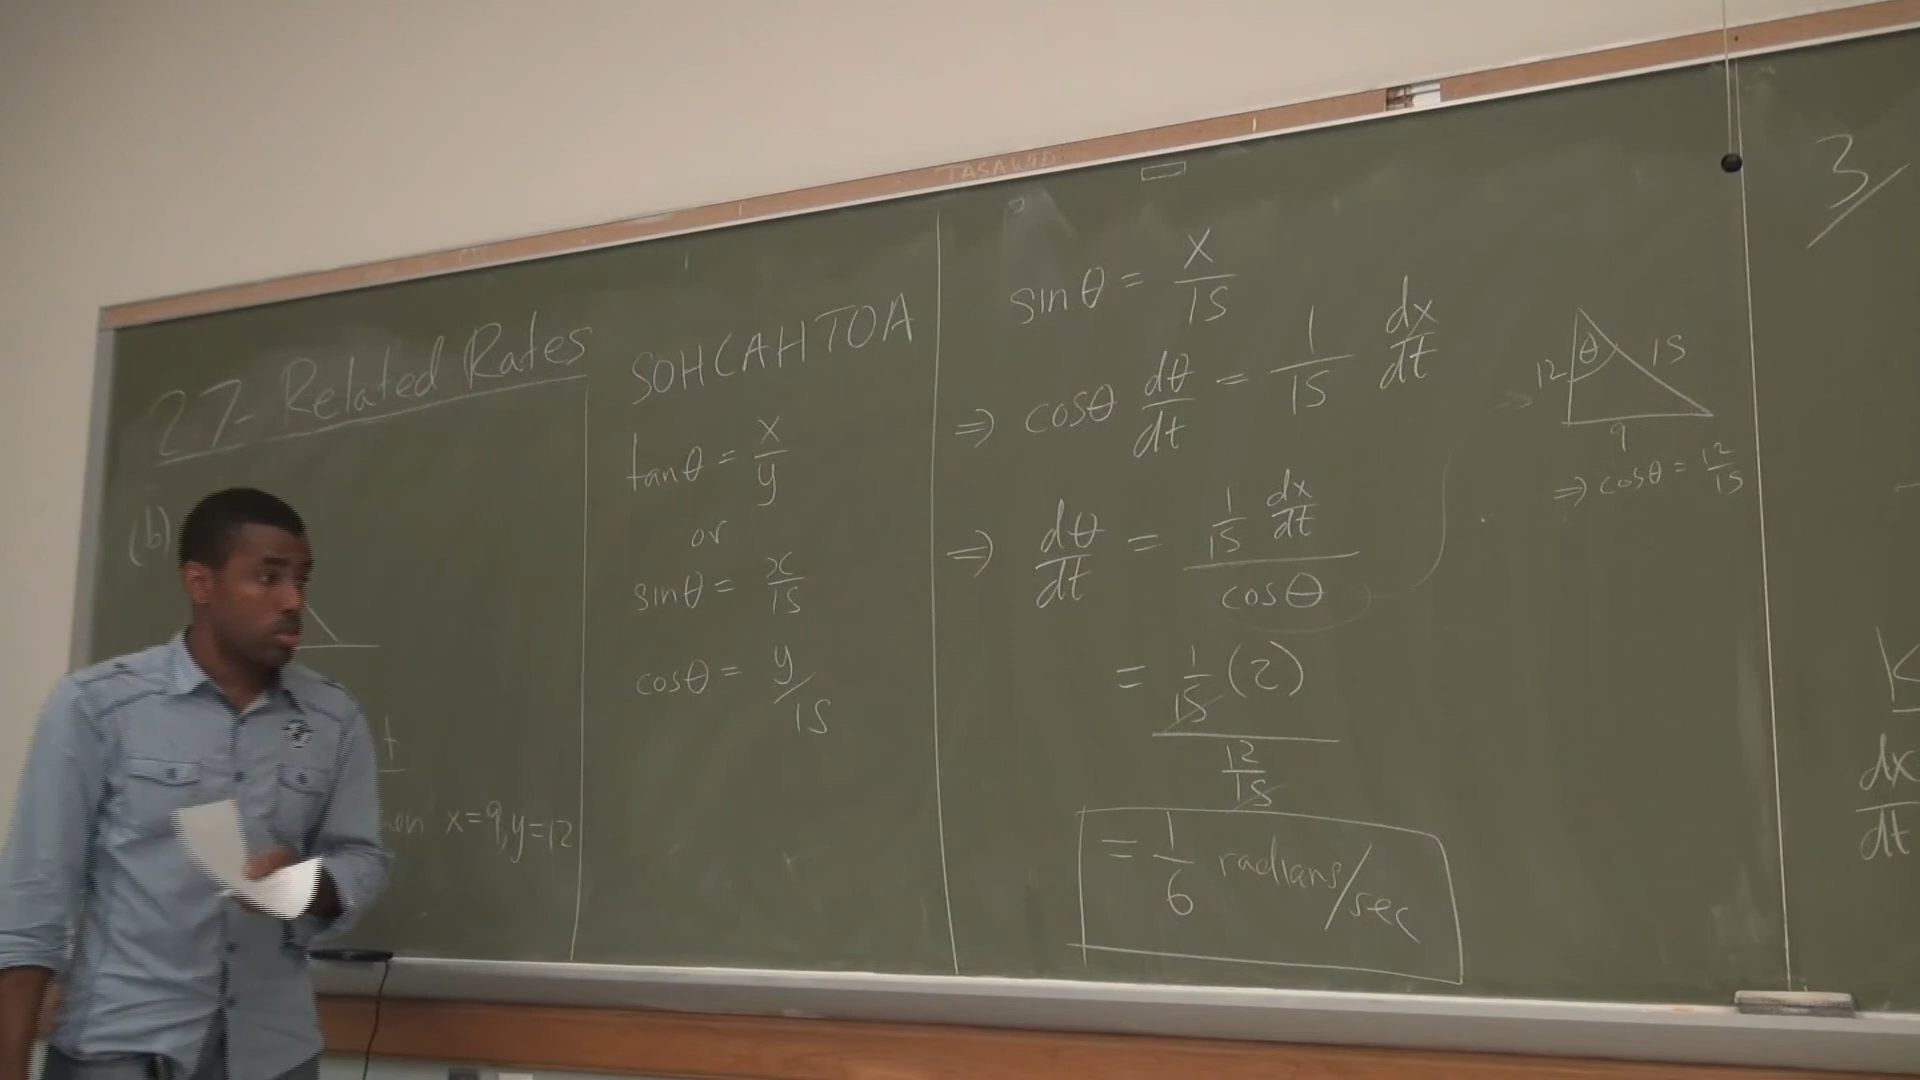 TASAWID
2.7- Related Rates
(b)
x=9, y=12
SOHCAHTOA
tanθ = x/y
or
sinθ = x/15
cosθ = y/15
sinθ = x/15
⇒ cosθ dθ/dt = 1/15 dx/dt
⇒ dθ/dt = (1/15 dx/dt)/cosθ
= (1/15 (2))/(12/15)
= 1/6 radians/sec
12 θ 15
9
⇒ cosθ = 12/15
3/
dx/dt